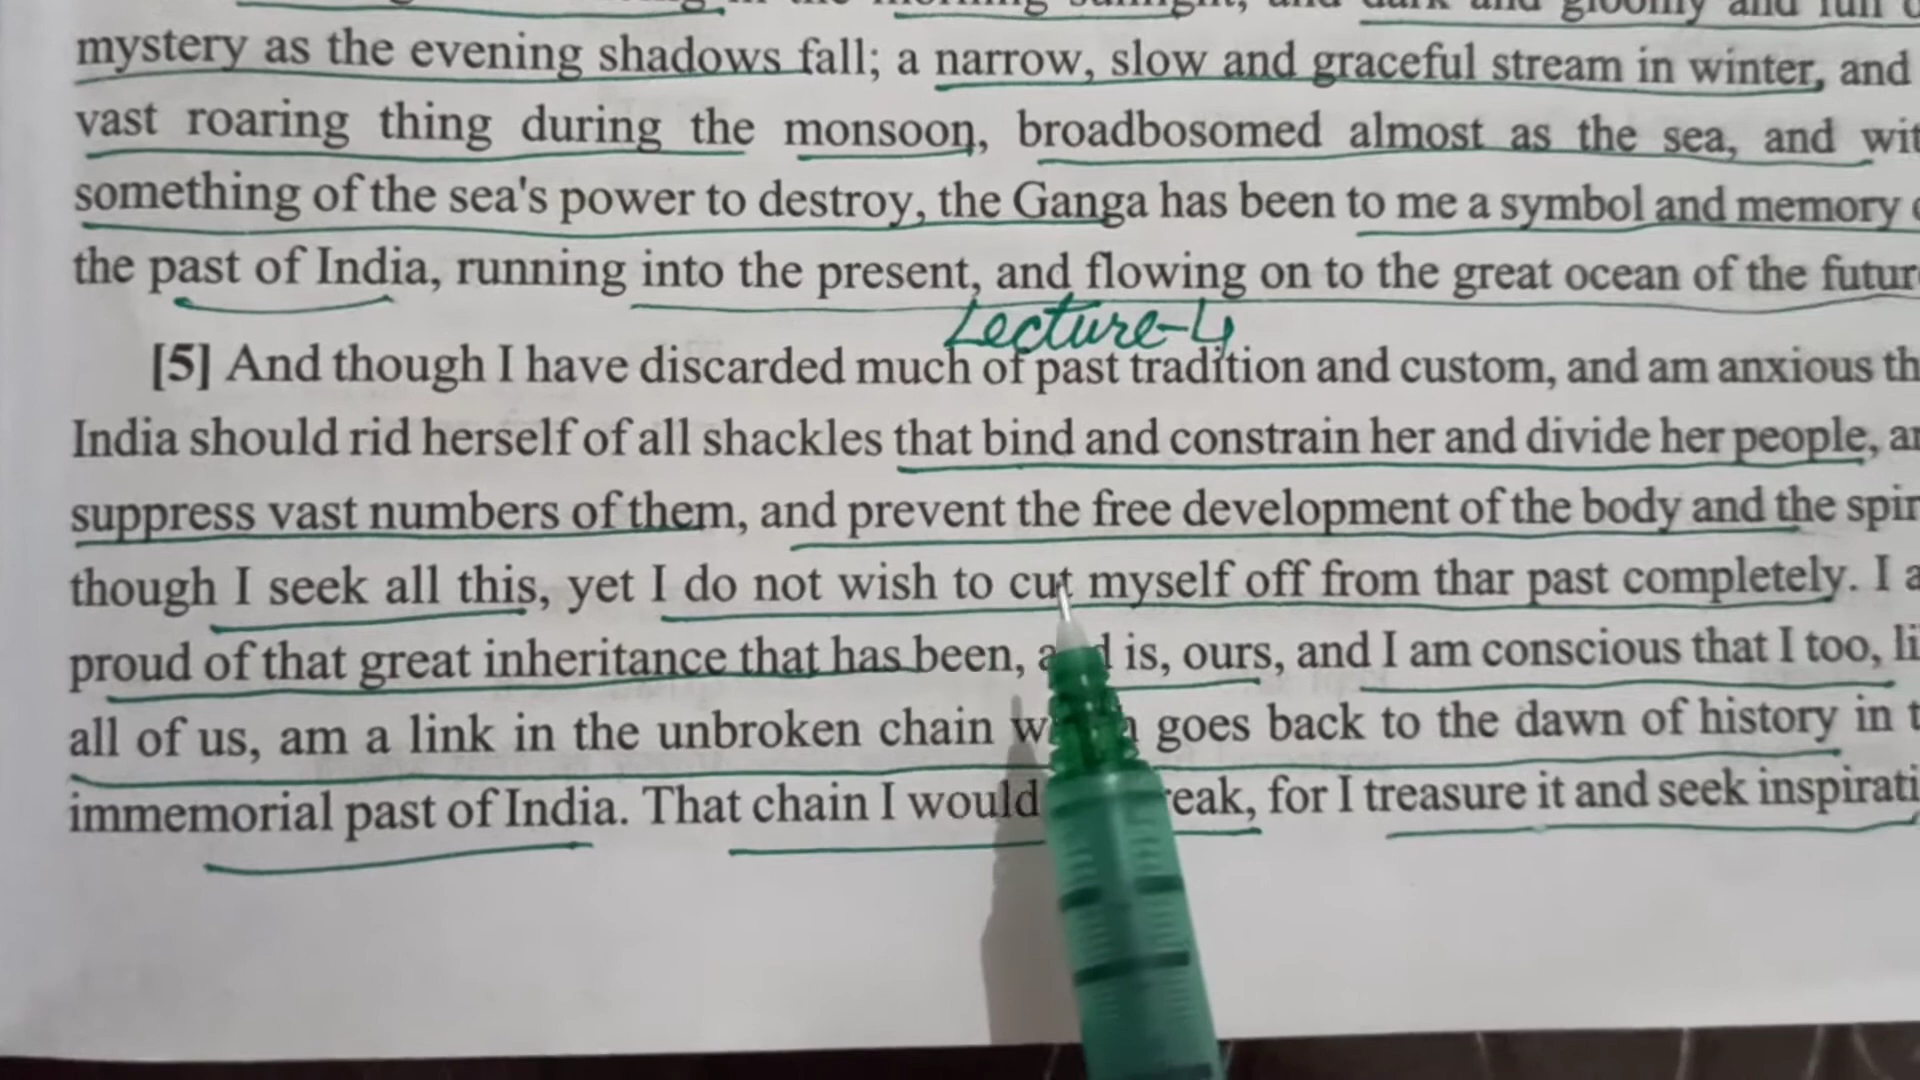 mystery as the evening shadows fall; a narrow, slow and graceful stream in winter, and
vast roaring thing during the monsoon, broadbosomed almost as the sea, and
something of the sea's power to destroy, the Ganga has been to me a symbol and memory
the past of India, running into the present, and flowing on to the great ocean of the
Lecture-4
[5] And though I have discarded much of past tradition and custom, and am anxious
India should rid herself of all shackles that bind and constrain her and divide her people,
suppress vast numbers of them, and prevent the free development of the body and the
though I seek all this, yet I do not wish to cut myself off from thar past completely. I
proud of that great inheritance that has been, is, ours, and I am conscious that I too,
all of us, am a link in the unbroken chain goes back to the dawn of history in
immemorial past of India. That chain I would for I treasure it and seek